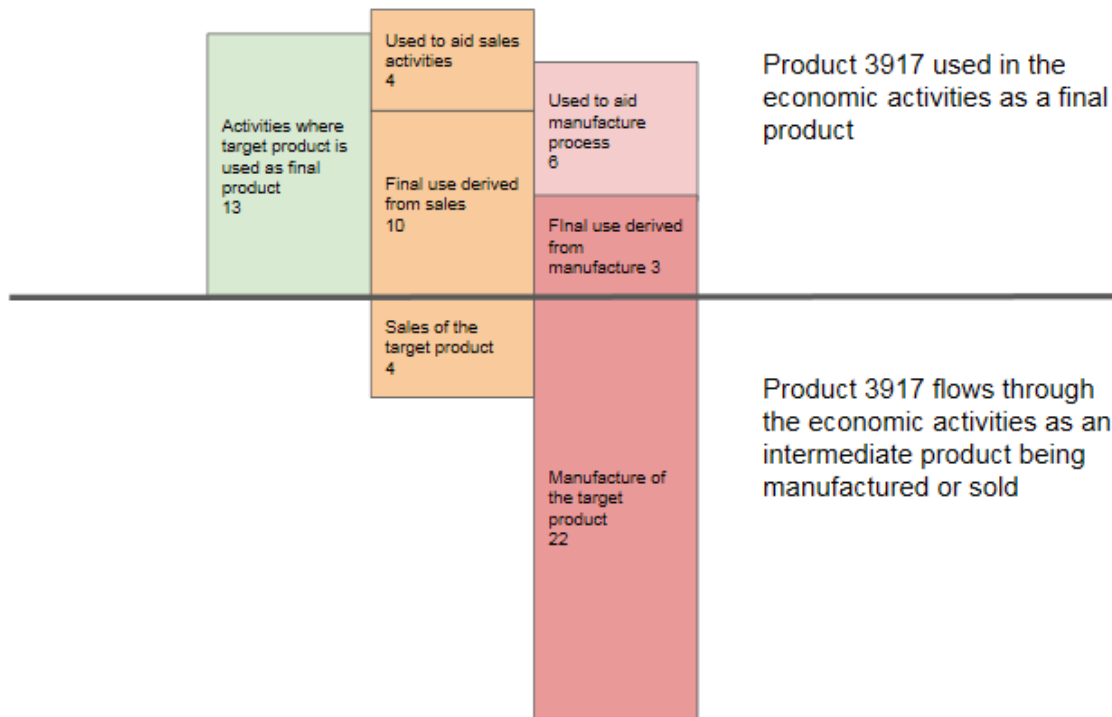 Activities where
target product is
used as final
product
13
Used to aid sales
activities
4
Final use derived
from sales
10
Sales of the
target product
4
Used to aid
manufacture
process
6
FInal use derived
from
manufacture 3
Manufacture of
the target
product
22
Product 3917 used in the
economic activities as a final
product
Product 3917 flows through
the economic activities as an
intermediate product being
manufactured or sold